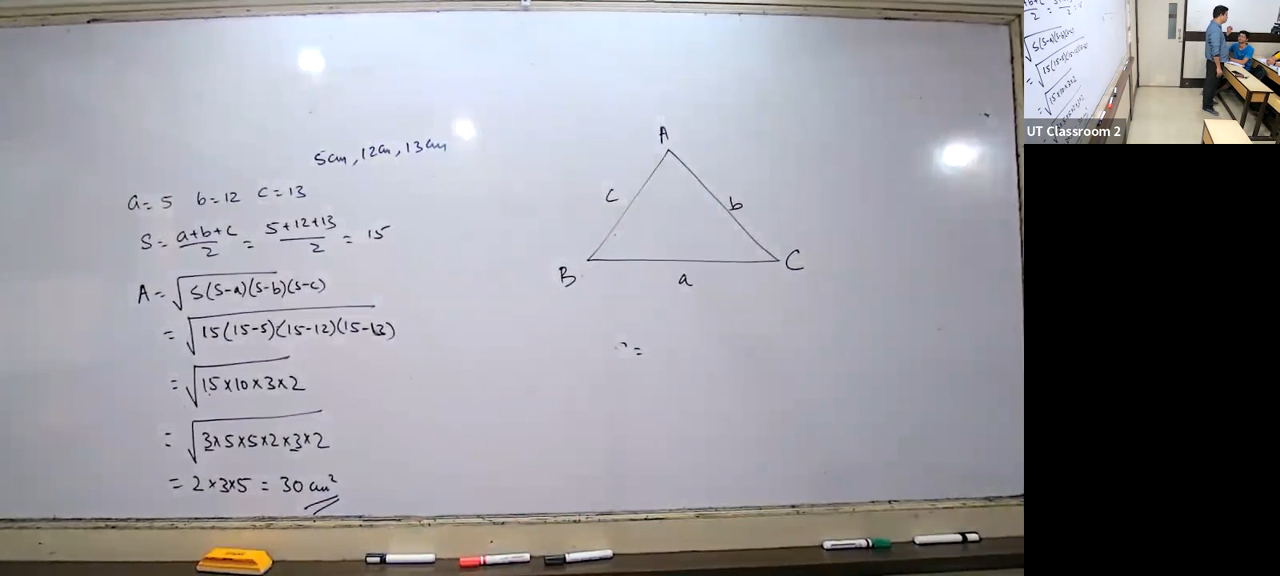 5cm, 12cm, 13cm
a = 5 b = 12 c = 13
S = a+b+c/2 = 5+12+13/2 = 15
A = √S(S-a)(S-b)(S-c)
= √15(15-5)(15-12)(15-13)
= √15×10×3×2
= √3×5×5×2×3×2
= 2×3×5 = 30 cm²
A
c b
B a C
=
UT Classroom 2